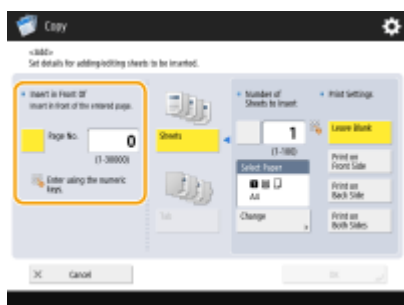 Copy
<Add>
Set details for adding/editing sheets to be inserted.
Insert in Front Of
Insert in front of the entered page.
Page No.
0
(1-30000)
Enter using the numeric
keys.
Sheets
Tab
Number of
Sheets to Insert
1
(1-100)
Select Paper
A4
Change
Print Settings
Leave Blank
Print on
Front Side
Print on
Back Side
Print on
Both Sides
Cancel
OK